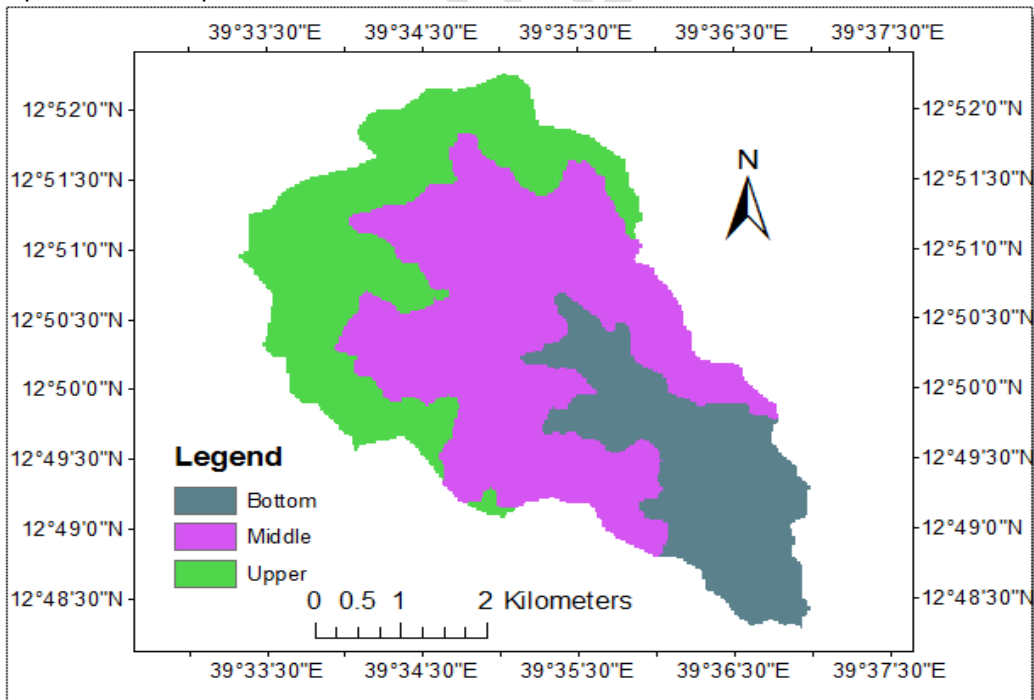 39°33'30"E 39°34'30"E 39°35'30"E 39°36'30"E 39°37'30"E
12°52'0"N 12°52'0"N
N
12°51'30"N 12°51'30"N
12°51'0"N 12°51'0"N
12°50'30"N 12°50'30"N
12°50'0"N 12°50'0"N
12°49'30"N 12°49'30"N
Legend
Bottom
12°49'0"N 12°49'0"N
Middle
Upper
12°48'30"N 12°48'30"N
0 0.5 1 2 Kilometers
39°33'30"E 39°34'30"E 39°35'30"E 39°36'30"E 39°37'30"E